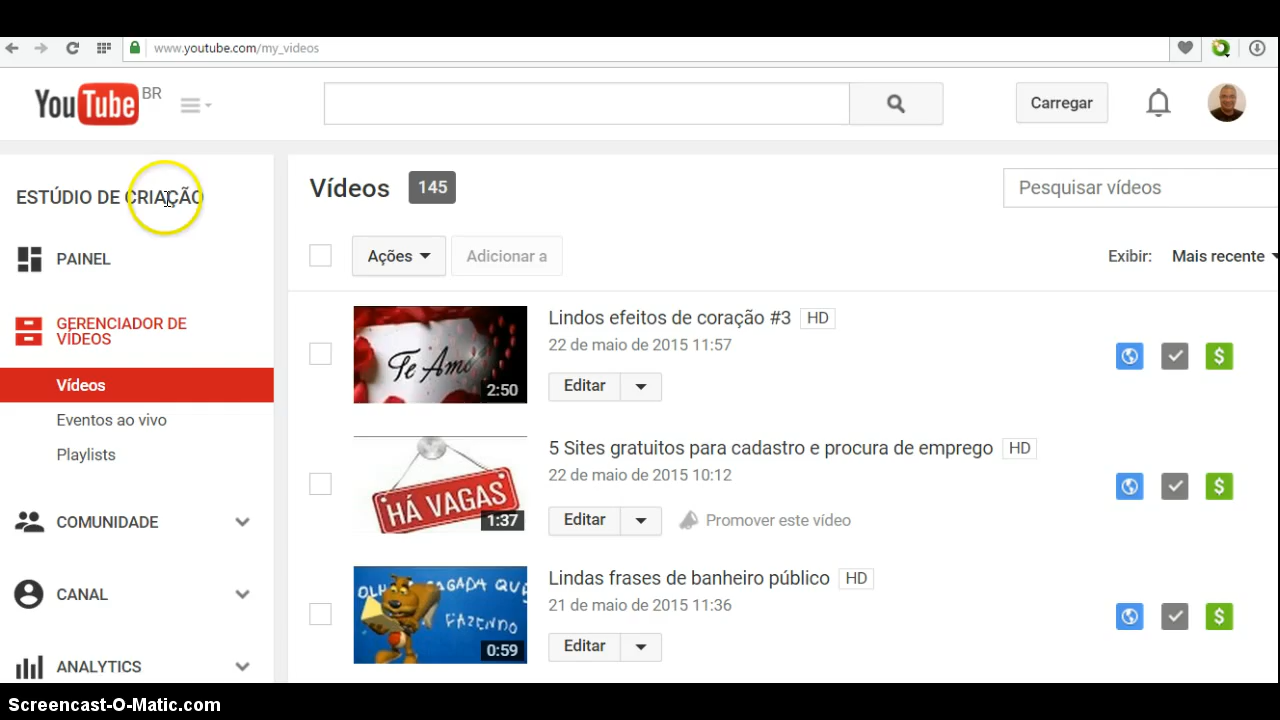 www.youtube.com/my_videos
YouTube BR
Carregar
ESTÚDIO DE CRIAÇÃO
PAINEL
GERENCIADOR DE
VÍDEOS
Vídeos
Eventos ao vivo
Playlists
COMUNIDADE
CANAL
ANALYTICS
Vídeos 145
Pesquisar vídeos
Ações
Adicionar a
Exibir: Mais recente
Te Amo
2:50
Lindos efeitos de coração #3 HD
22 de maio de 2015 11:57
Editar
HÁ VAGAS
1:37
5 Sites gratuitos para cadastro e procura de emprego HD
22 de maio de 2015 10:12
Editar
Promover este vídeo
CAGADA QUE
FAZENDO
0:59
Lindas frases de banheiro público HD
21 de maio de 2015 11:36
Editar
Screencast-O-Matic.com